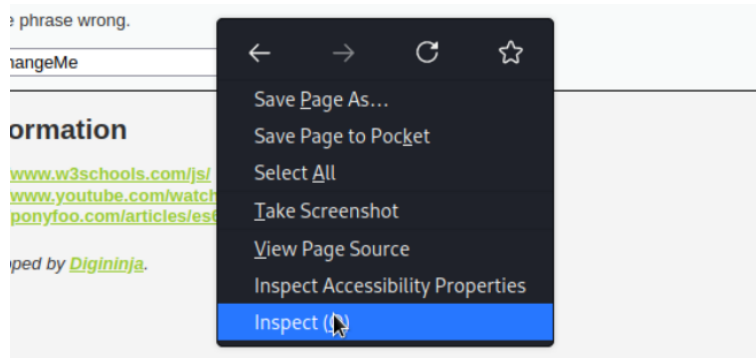 phrase wrong.
angeMe
Save Page As...
Save Page to Pocket
Select All
Take Screenshot
View Page Source
Inspect Accessibility Properties
Inspect (
ormation
www.w3schools.com/js/
www.youtube.com/watch
ponyfoo.com/articles/es6
ped by Digininja.